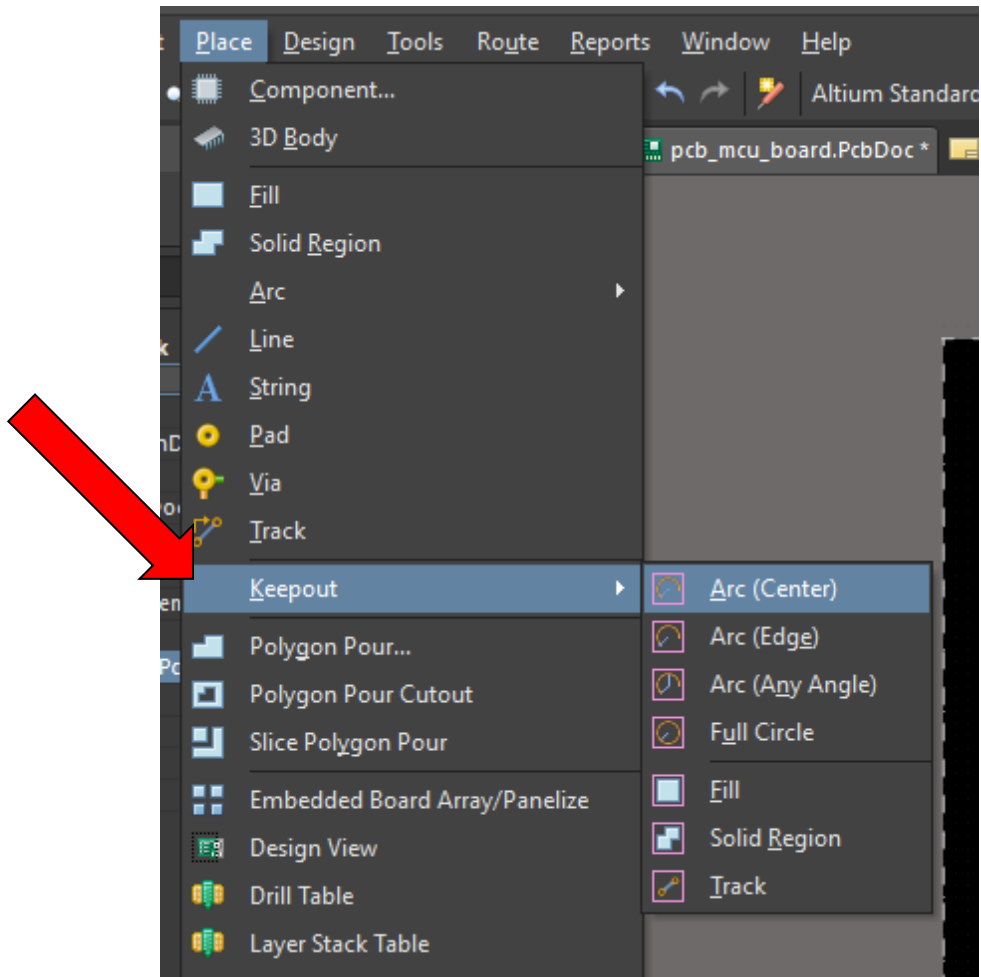 Place Design Tools Route Reports Window Help
Component...
Altium Standard
3D Body
pcb_mcu_board.PcbDoc *
Fill
Solid Region
Arc
Line
String
Pad
Via
Track
Keepout
Arc (Center)
Arc (Edge)
Polygon Pour...
Arc (Any Angle)
Polygon Pour Cutout
Full Circle
Slice Polygon Pour
Fill
Embedded Board Array/Panelize
Solid Region
Design View
Track
Drill Table
Layer Stack Table